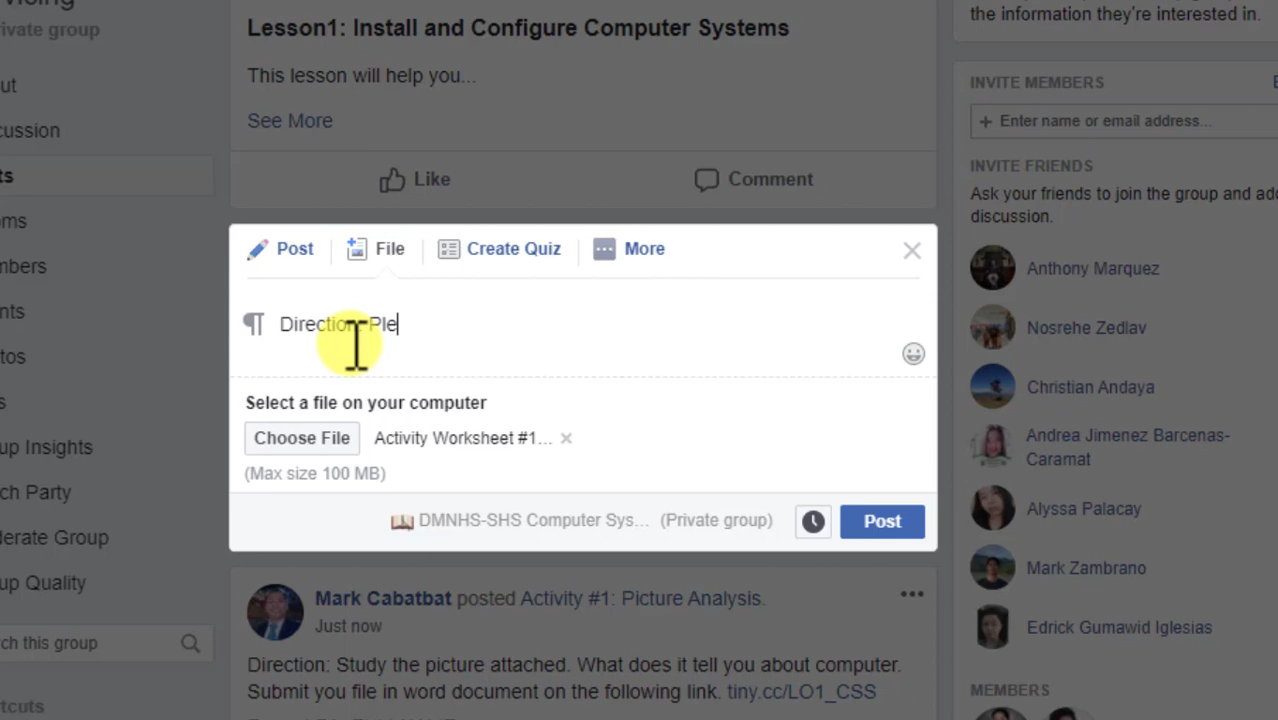 vate group
Lesson1: Install and Configure Computer Systems
This lesson will help you...
See More
Like
Comment
the information they're interested in.
INVITE MEMBERS
+ Enter name or email address...
INVITE FRIENDS
Ask your friends to join the group and add
discussion.
Anthony Marquez
Nosrehe Zedlav
Christian Andaya
Andrea Jimenez Barcenas-
Caramat
Alyssa Palacay
Mark Zambrano
Edrick Gumawid Iglesias
MEMBERS
ut
cussion
ts
oms
mbers
nts
tos
s
up Insights
ch Party
derate Group
up Quality
ch this group
rtcuts
Post
File
Create Quiz
More
Direction: Ple
Select a file on your computer
Choose File
Activity Worksheet #1...
(Max size 100 MB)
DMNHS-SHS Computer Sys... (Private group)
Post
Mark Cabatbat posted Activity #1: Picture Analysis.
Just now
Direction: Study the picture attached. What does it tell you about computer.
Submit you file in word document on the following link. tiny.cc/LO1_CSS